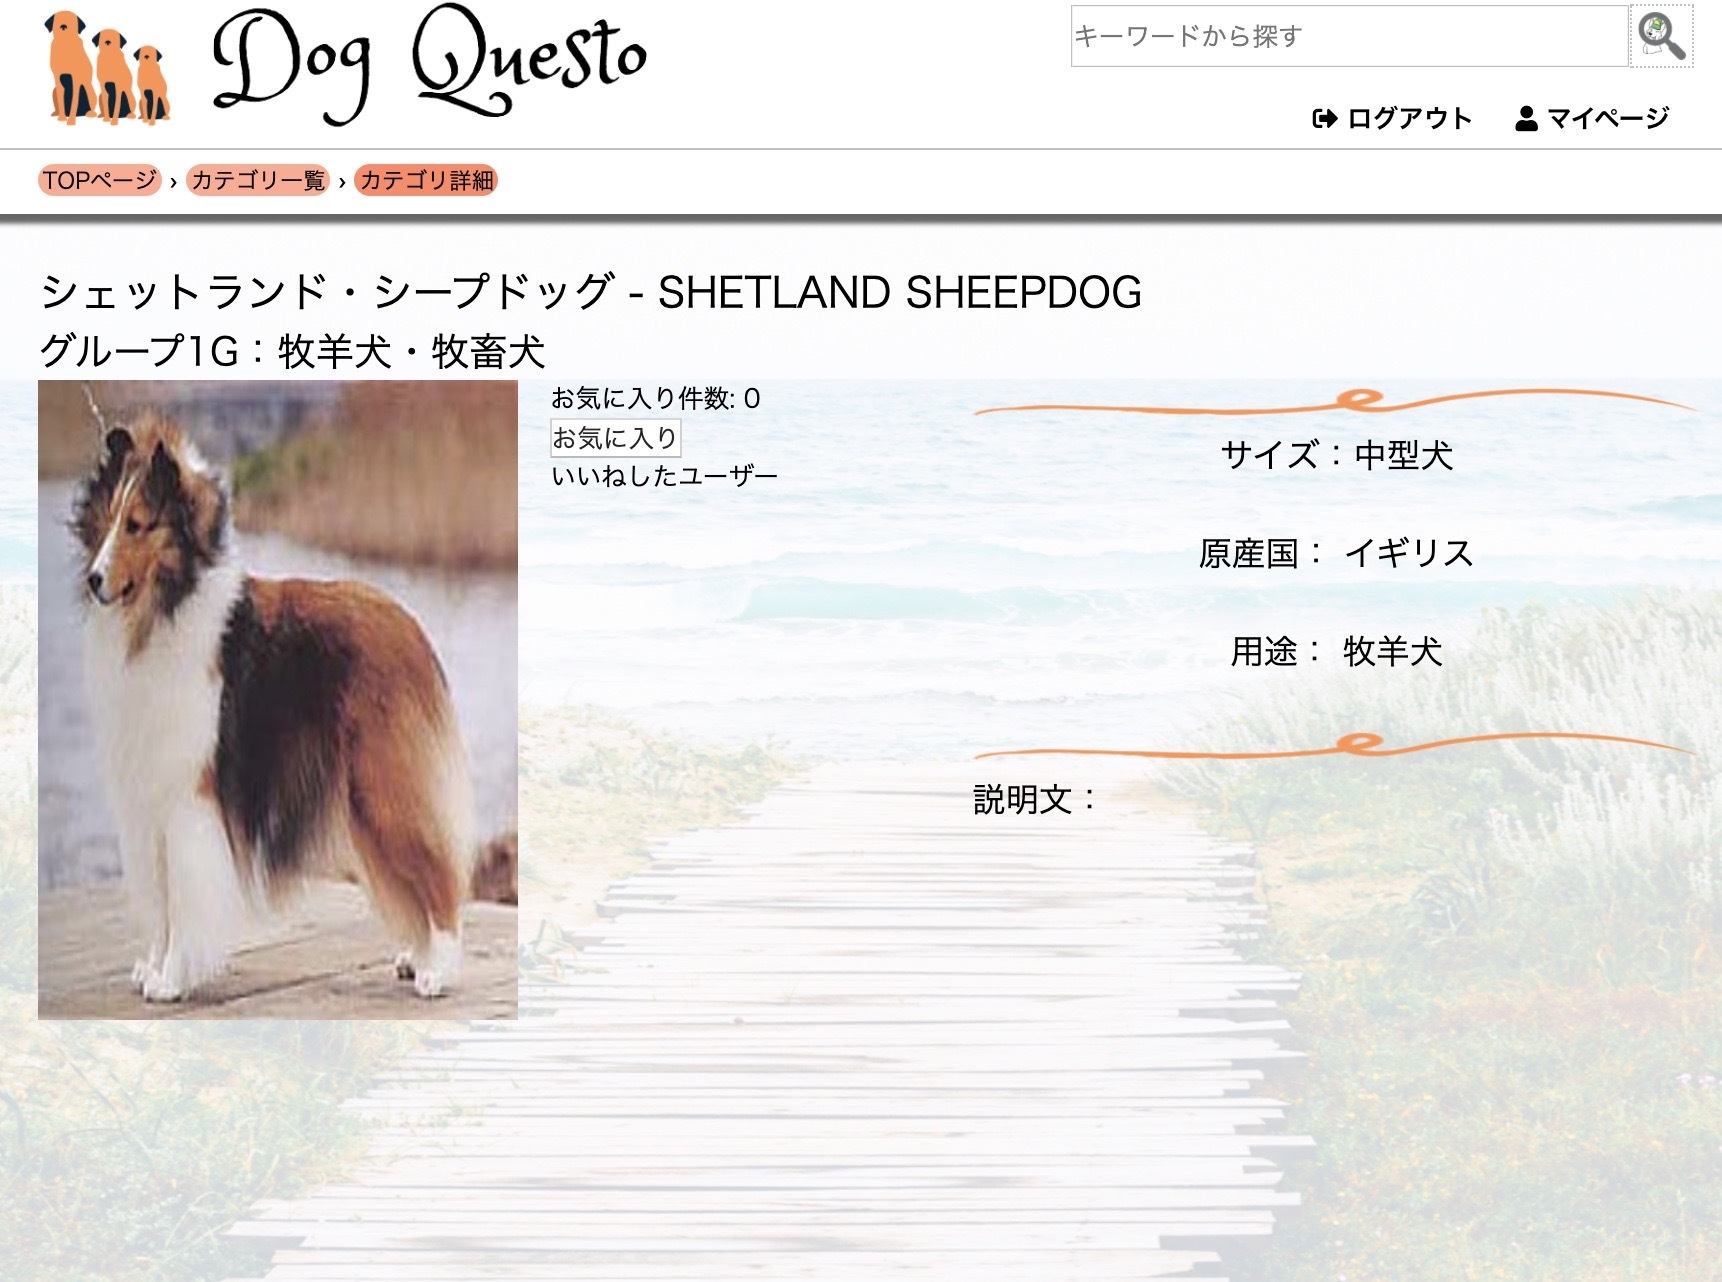 Dog Questo
キーワードから探す
ログアウト マイページ
TOPページ › カテゴリ一覧 › カテゴリ詳細
シェットランド・シープドッグ - SHETLAND SHEEPDOG
グループ1G：牧羊犬・牧畜犬
お気に入り件数: 0
お気に入り
いいねしたユーザー
サイズ：中型犬
原産国： イギリス
用途： 牧羊犬
説明文：